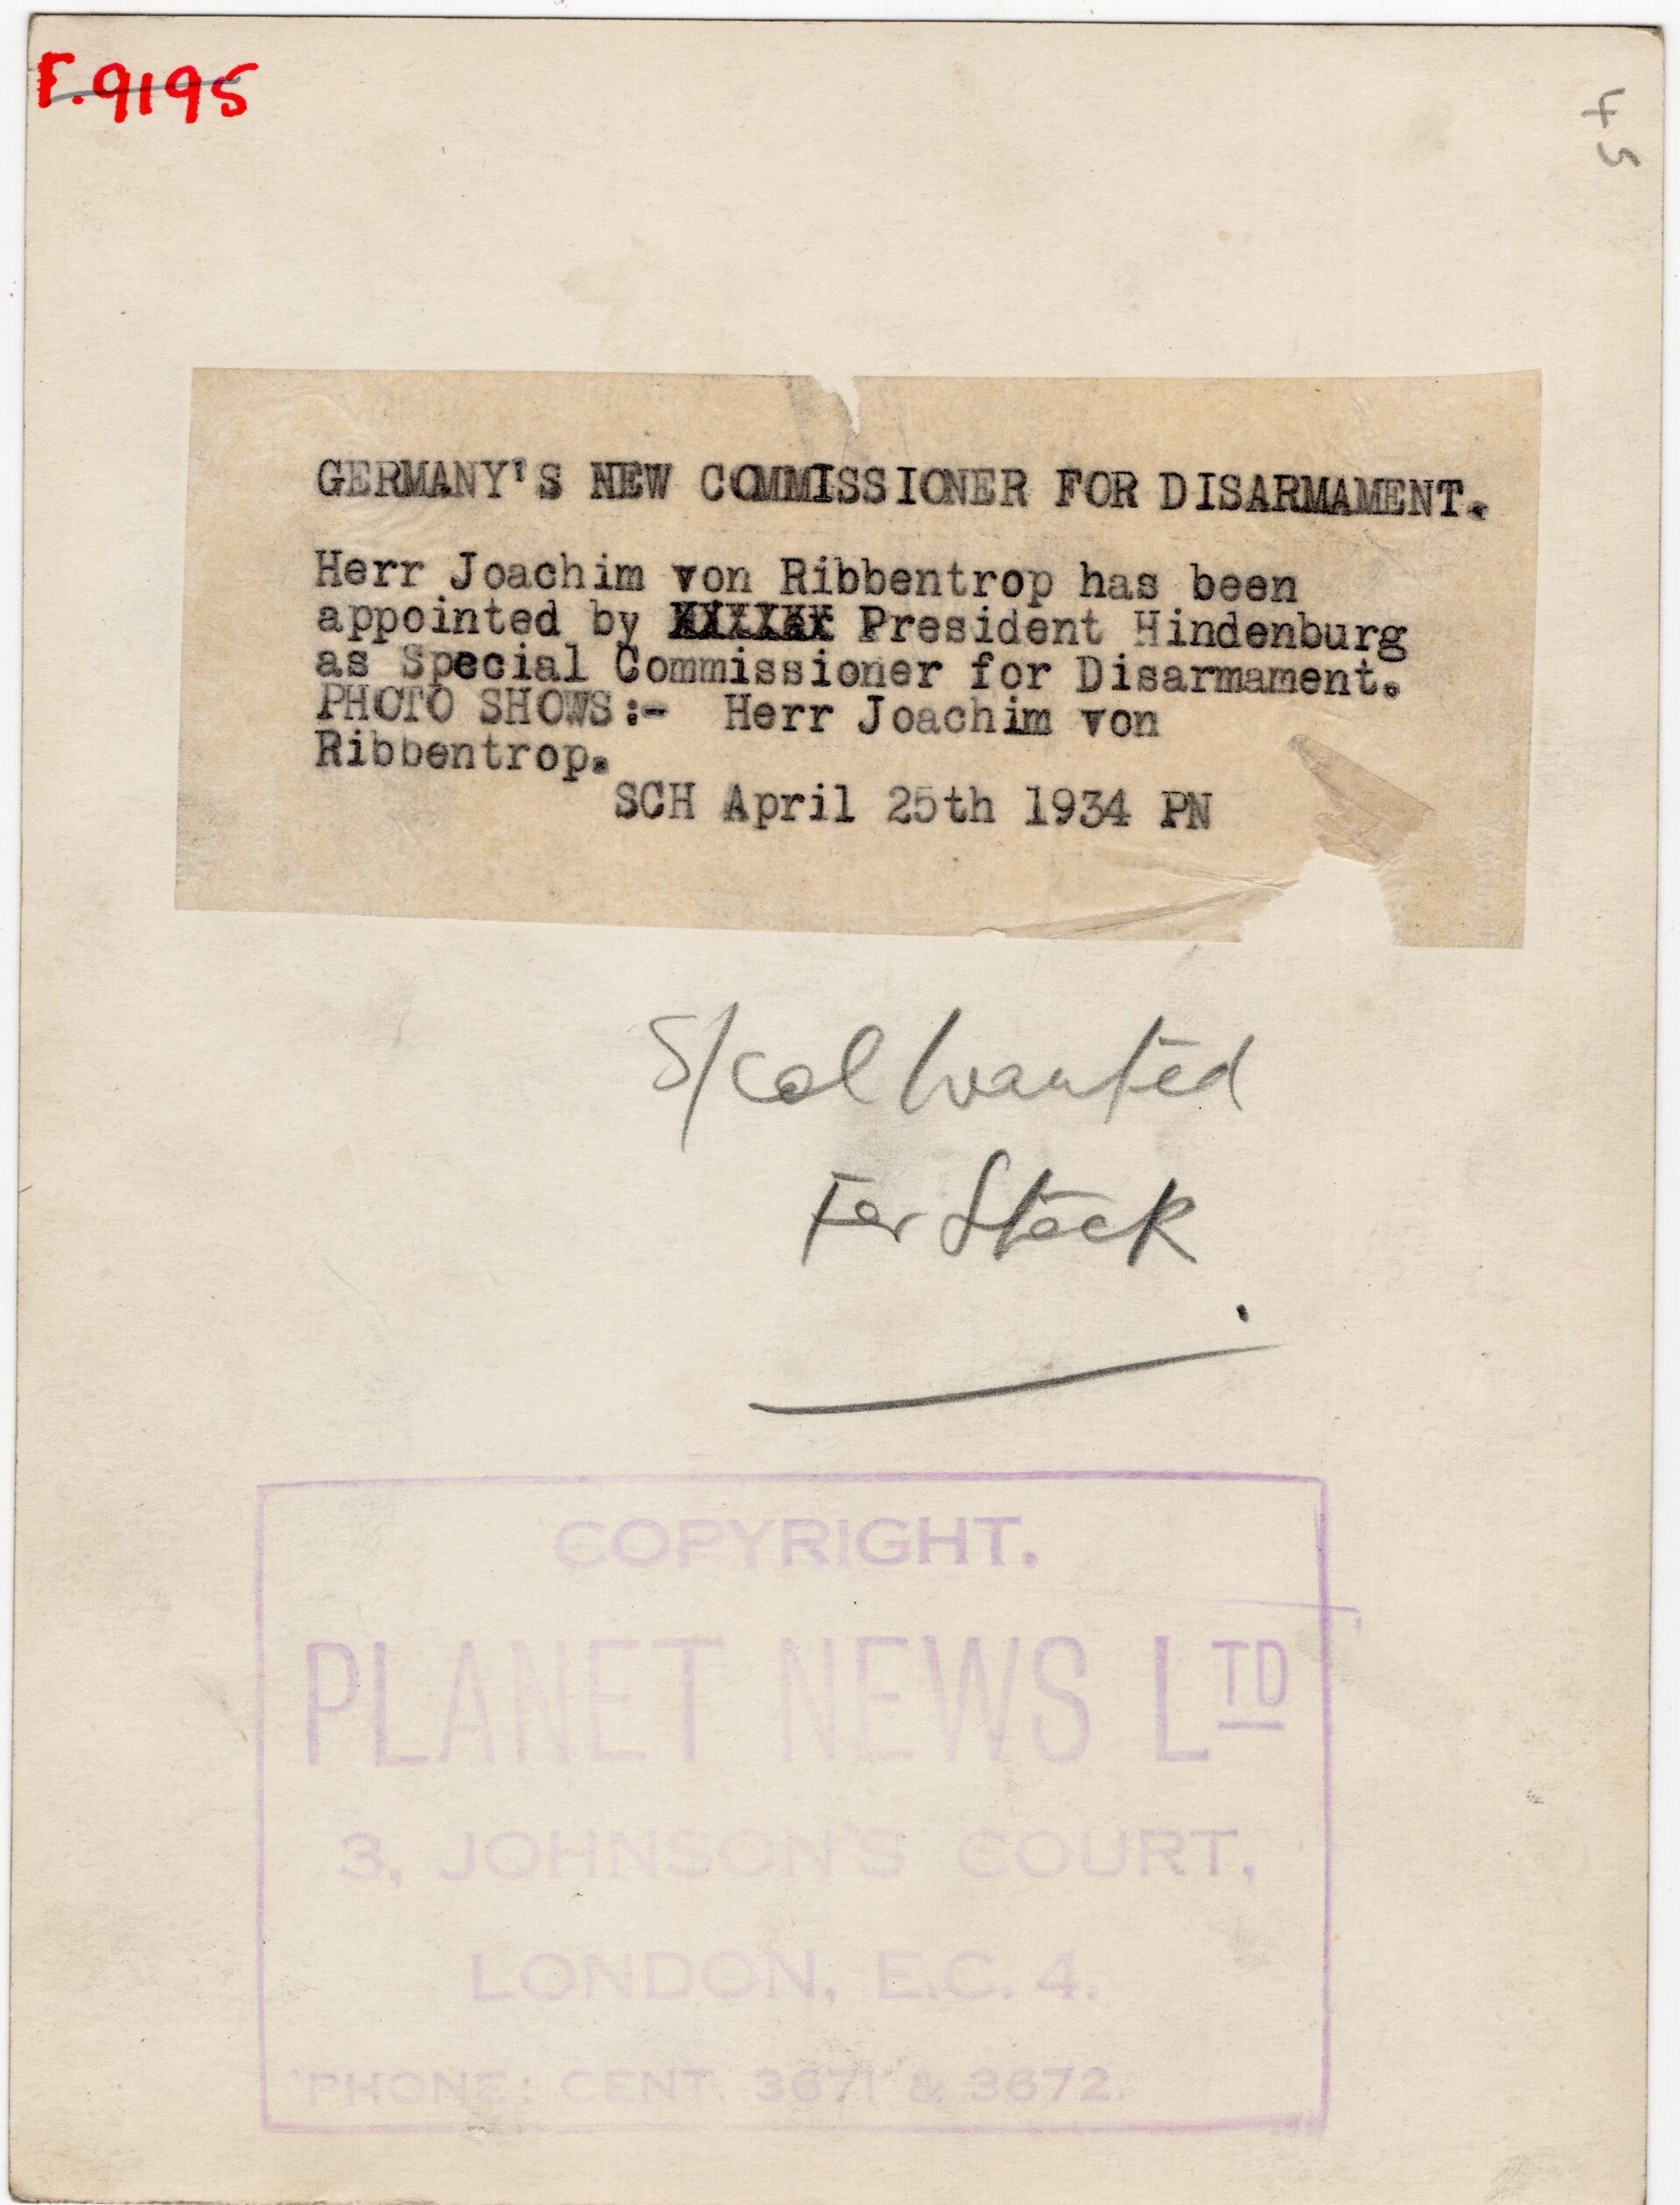 F.9195
45
GERMANY'S NEW COMMISSIONER FOR DISARMAMENT.
Herr Joachim von Ribbentrop has been
appointed by President Hindenburg
as Special Commissioner for Disarmament.
PHOTO SHOWS:- Herr Joachim von
Ribbentrop.
SCH April 25th 1934 PN
S/Col wanted
For Stock
COPYRIGHT.
PLANET NEWS LTD
3, JOHNSON'S COURT,
LONDON, E.C. 4.
'PHONE: CENT. 3671 & 3672.